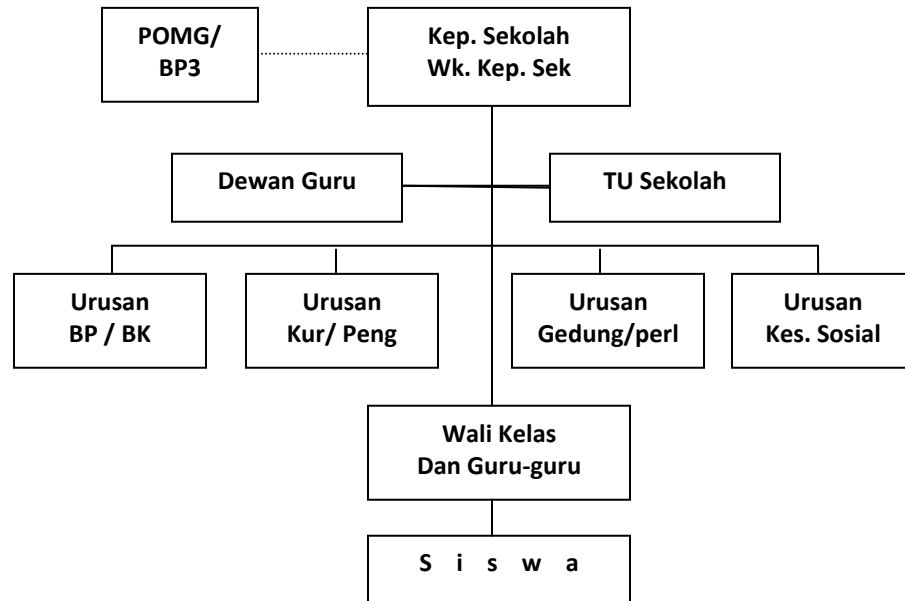 POMG/
BP3
Kep. Sekolah
Wk. Kep. Sek
Dewan Guru
TU Sekolah
Urusan
BP / BK
Urusan
Kur/ Peng
Urusan
Gedung/perl
Urusan
Kes. Sosial
Wali Kelas
Dan Guru-guru
S i s w a